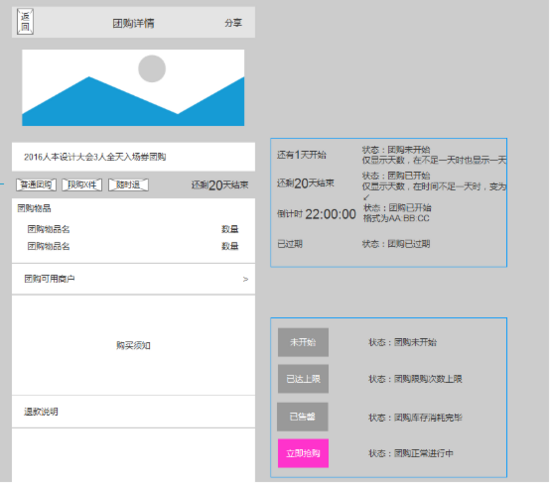 返回
团购详情
分享
2016人本设计大会3人全天入场券团购
普通团购
限购X件
随时退
还剩20天结束
团购物品
团购物品名
数量
团购物品名
数量
团购可用商户
>
购买须知
退款说明
还有1天开始
状态：团购未开始
仅显示天数，在不足一天时也显示一天
还剩20天结束
状态：团购已开始
仅显示天数，在时间不足一天时，变为
↙
倒计时 22:00:00
状态：团购已开始
格式为AA:BB:CC
已过期
状态：团购已过期
未开始
状态：团购未开始
已达上限
状态：团购限购次数上限
已售罄
状态：团购库存消耗完毕
立即抢购
状态：团购正常进行中